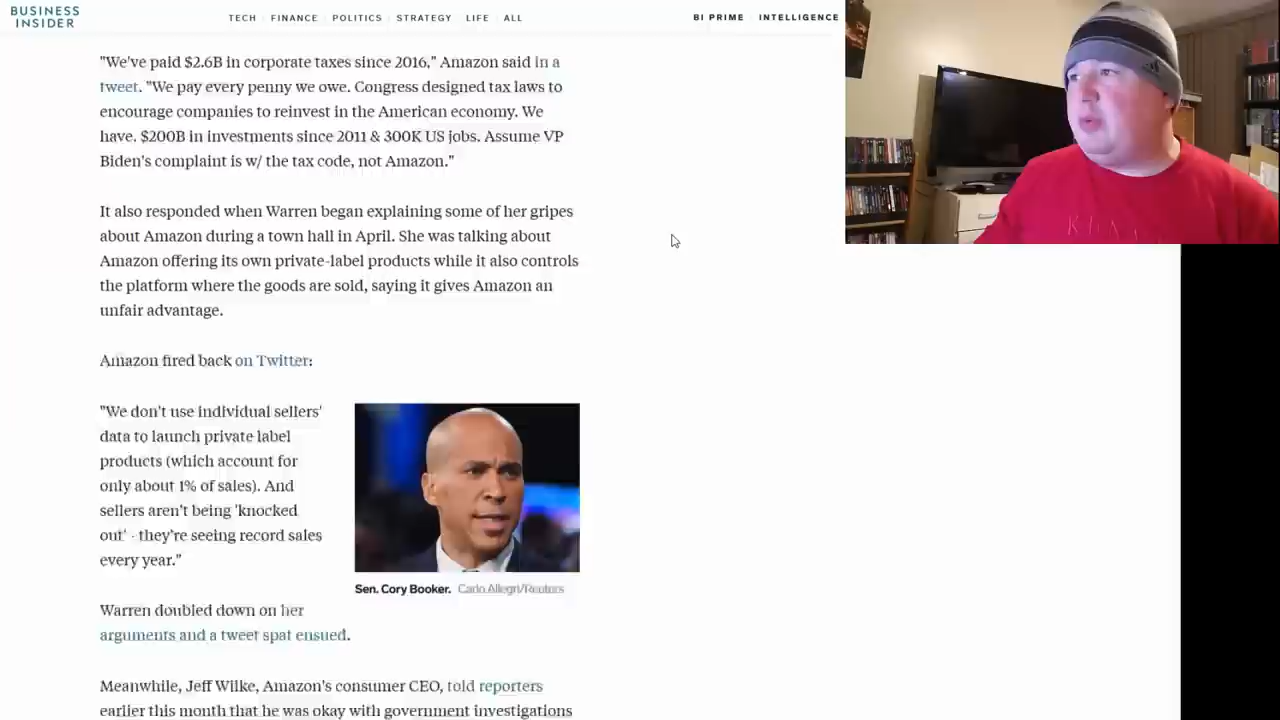 BUSINESS
INSIDER
TECH FINANCE POLITICS STRATEGY LIFE ALL
BI PRIME INTELLIGENCE
"We've paid $2.6B in corporate taxes since 2016," Amazon said in a
tweet. "We pay every penny we owe. Congress designed tax laws to
encourage companies to reinvest in the American economy. We
have. $200B in investments since 2011 & 300K US jobs. Assume VP
Biden's complaint is w/ the tax code, not Amazon."
It also responded when Warren began explaining some of her gripes
about Amazon during a town hall in April. She was talking about
Amazon offering its own private-label products while it also controls
the platform where the goods are sold, saying it gives Amazon an
unfair advantage.
Amazon fired back on Twitter:
"We don't use individual sellers'
data to launch private label
products (which account for
only about 1% of sales). And
sellers aren't being 'knocked
out' - they're seeing record sales
every year."
Sen. Cory Booker. Carlo Allegri/Reuters
Warren doubled down on her
arguments and a tweet spat ensued.
Meanwhile, Jeff Wilke, Amazon's consumer CEO, told reporters
earlier this month that he was okay with government investigations